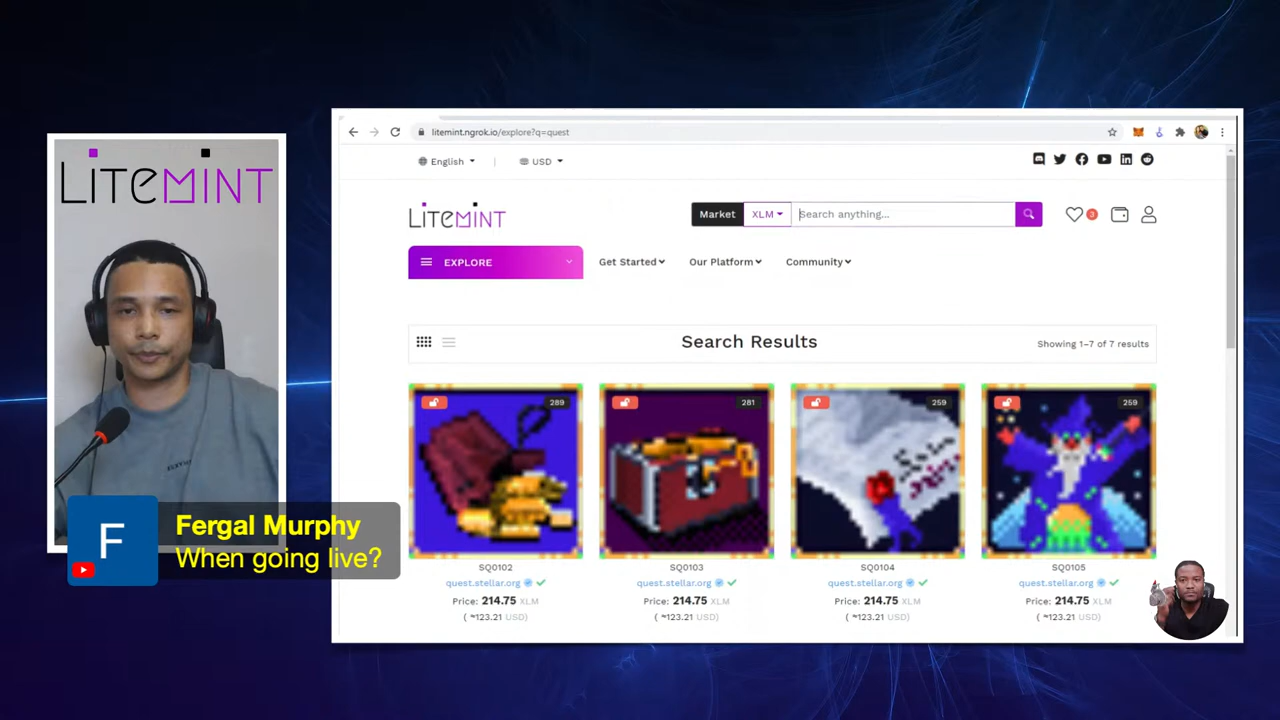 LiteMINT
F
Fergal Murphy
When going live?
litemint.ngrok.io/explore?q=quest
English
USD
LiteMINT
Market
XLM
Search anything...
3
EXPLORE
Get Started
Our Platform
Community
Search Results
Showing 1–7 of 7 results
289
281
259
259
SQ0102
SQ0103
SQ0104
SQ0105
quest.stellar.org
quest.stellar.org
quest.stellar.org
quest.stellar.org
Price: 214.75 XLM
Price: 214.75 XLM
Price: 214.75 XLM
Price: 214.75 XLM
( ≈123.21 USD)
( ≈123.21 USD)
( ≈123.21 USD)
( ≈123.21 USD)